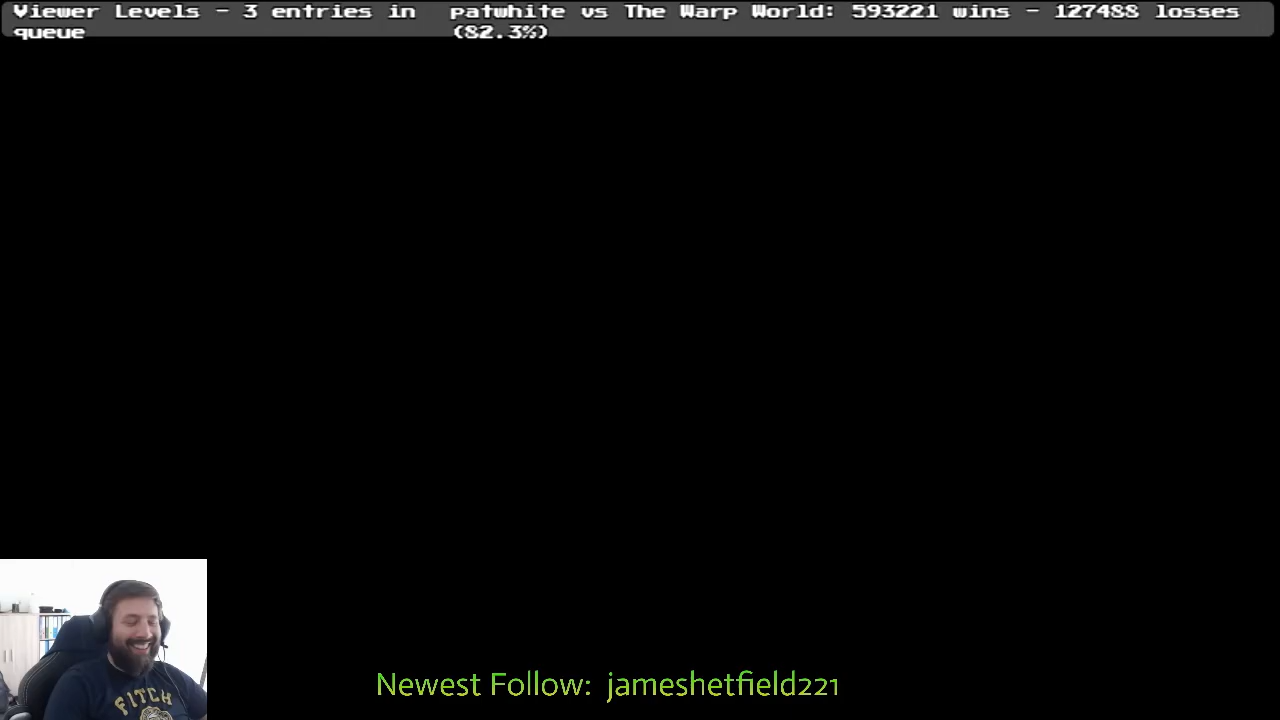 Viewer Levels - 3 entries in queue
patwhite vs The Warp World: 593221 wins - 127488 losses (82.3%)
FITCH
Newest Follow: jameshetfield221